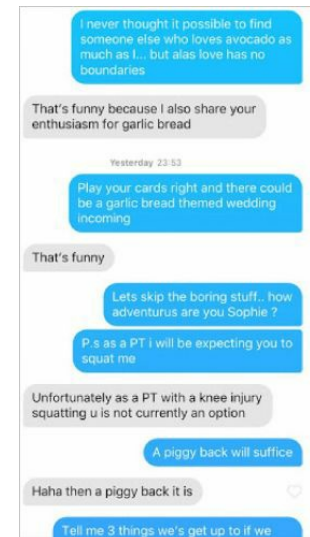 I never thought it possible to find
someone else who loves avocado as
much as I... but alas love has no
boundaries
That's funny because I also share your
enthusiasm for garlic bread
Yesterday 23:53
Play your cards right and there could
be a garlic bread themed wedding
incoming
That's funny
Lets skip the boring stuff.. how
adventurus are you Sophie ?
P.s as a PT i will be expecting you to
squat me
Unfortunately as a PT with a knee injury
squatting u is not currently an option
A piggy back will suffice
Haha then a piggy back it is
Tell me 3 things we's get up to if we